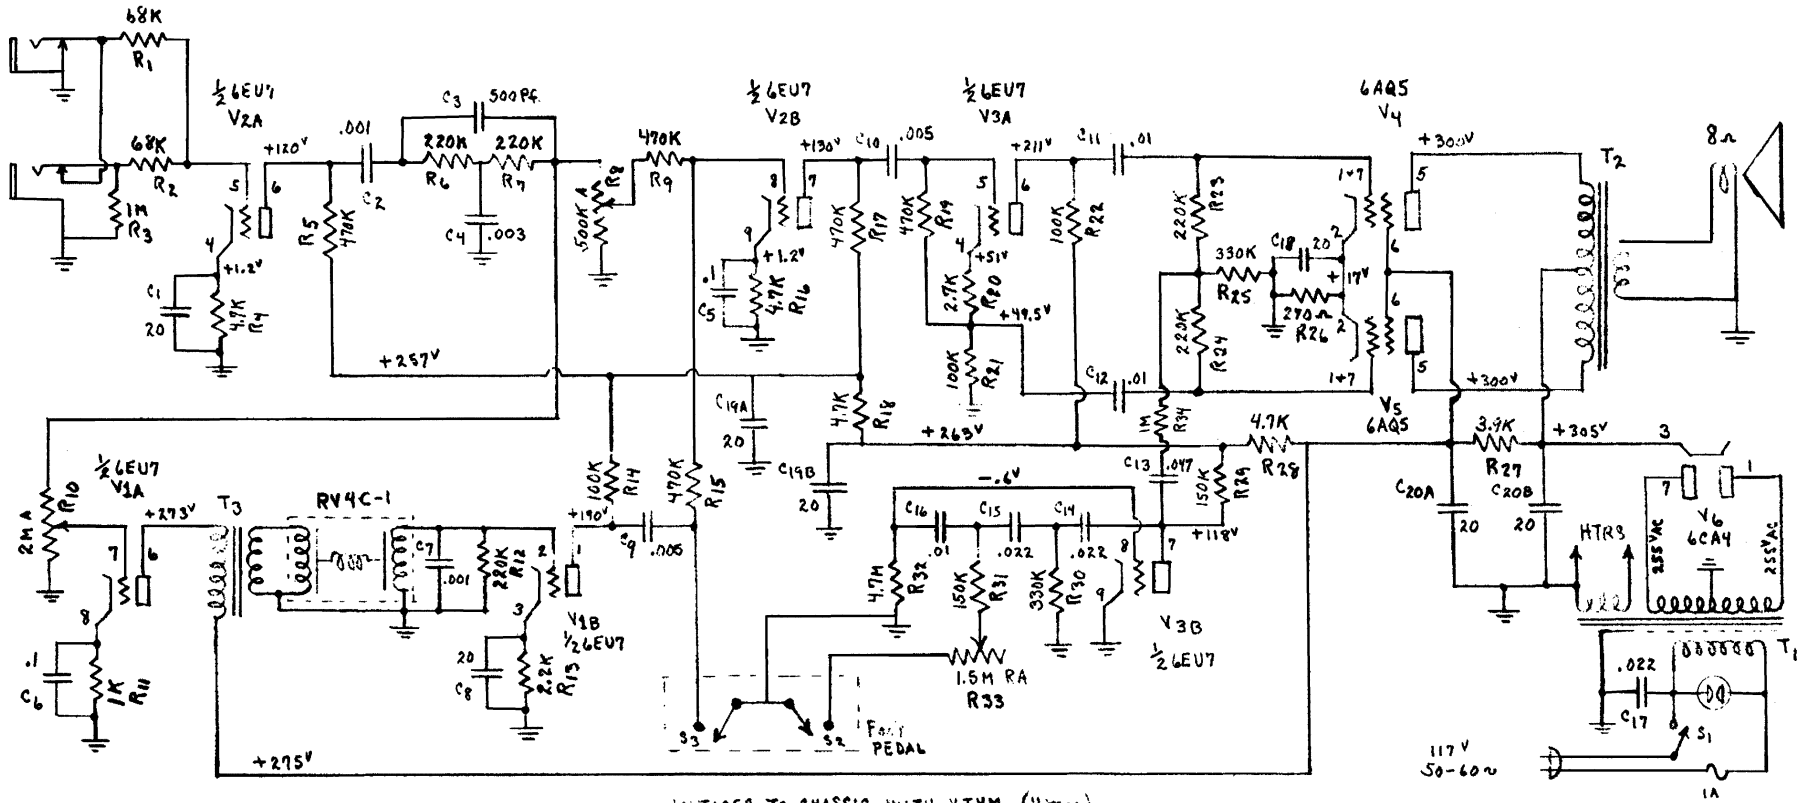 68K
R1
68K
R2
1M
R3
½ 6EU7
V2A
5
6
4
+120V
+1.2V
C1
20
4.7K
R4
R5
470K
.001
C2
C3
500Pf.
220K
R6
220K
R7
C4
.003
500K A
R8
470K
R9
½ 6EU7
V2B
8
7
9
+130V
+1.2V
.1
C5
4.7K
R16
470K
R17
C10
.005
470K
R19
½ 6EU7
V3A
5
6
4
+211V
+51V
2.7K
R20
+49.5V
100K
R21
100K
R22
C11
.01
C12
.01
220K
R23
220K
R24
330K
R25
C18
20
+17V
270Ω
R26
6AQ5
V4
1+7
2
6
5
+300V
2
6
5
1+7
+300V
V5
6AQ5
T2
8Ω
+257V
4.7K
R18
C19A
20
+263V
C19B
20
1M
R34
4.7K
R28
3.9K
R27
+305V
3
7
1
V6
6CA4
255VAC
255VAC
C20A
20
C20B
20
HTRS
½ 6EU7
V1A
2M A
R10
7
6
8
+273V
T3
RV4C-1
C7
.001
220K
R12
2
1
3
+190V
100K
R14
C9
.005
470K
R15
V1B
½ 6EU7
20
C8
2.2K
R13
.1
C6
1K
R11
-.6V
C16
.01
C15
.022
C14
.022
C13
.047
150K
R29
+118V
4.7M
R32
150K
R31
330K
R30
8
7
9
V3B
½ 6EU7
1.5M RA
R33
S3
S2
FOOT
PEDAL
+275V
T1
.022
C17
S1
117V
50-60~
1A
VOLTAGES TO CHASSIS WITH VTVM